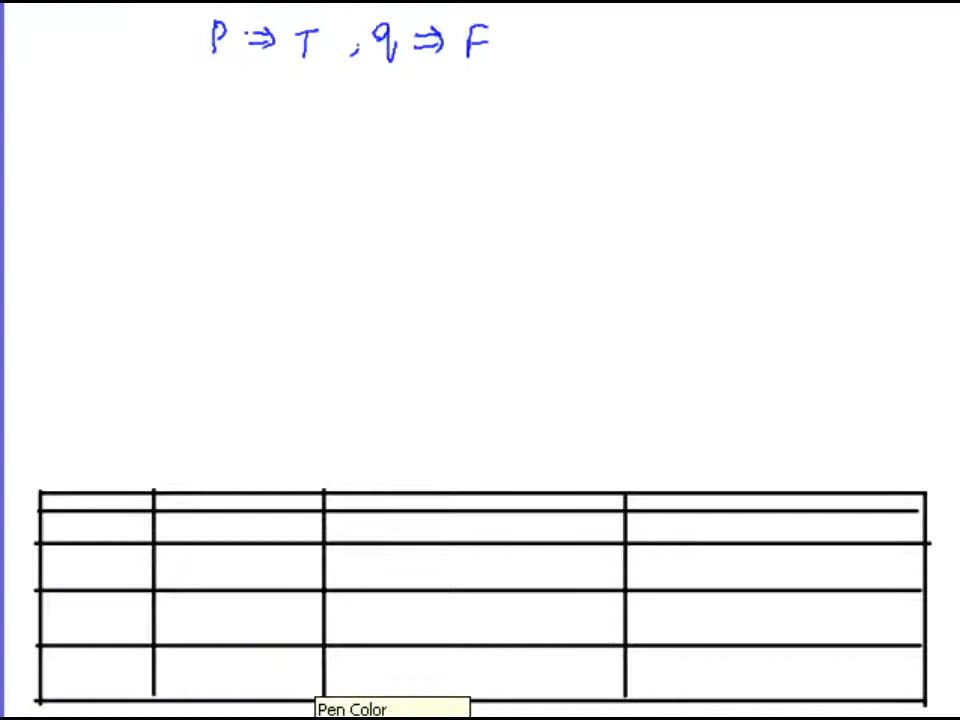 P ⇒ T , q ⇒ F
Pen Color